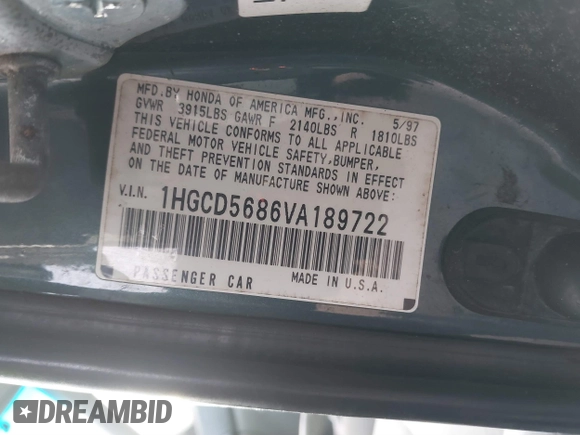 MFD.BY HONDA OF AMERICA MFG.,INC. 5/97
GVWR 3915LBS GAWR F 2140LBS R 1810LBS
THIS VEHICLE CONFORMS TO ALL APPLICABLE
FEDERAL MOTOR VEHICLE SAFETY,BUMPER,
AND THEFT PREVENTION STANDARDS IN EFFECT
ON THE DATE OF MANUFACTURE SHOWN ABOVE:
V.I.N. 1HGCD5686VA189722
PASSENGER CAR MADE IN U.S.A.
DREAMBID